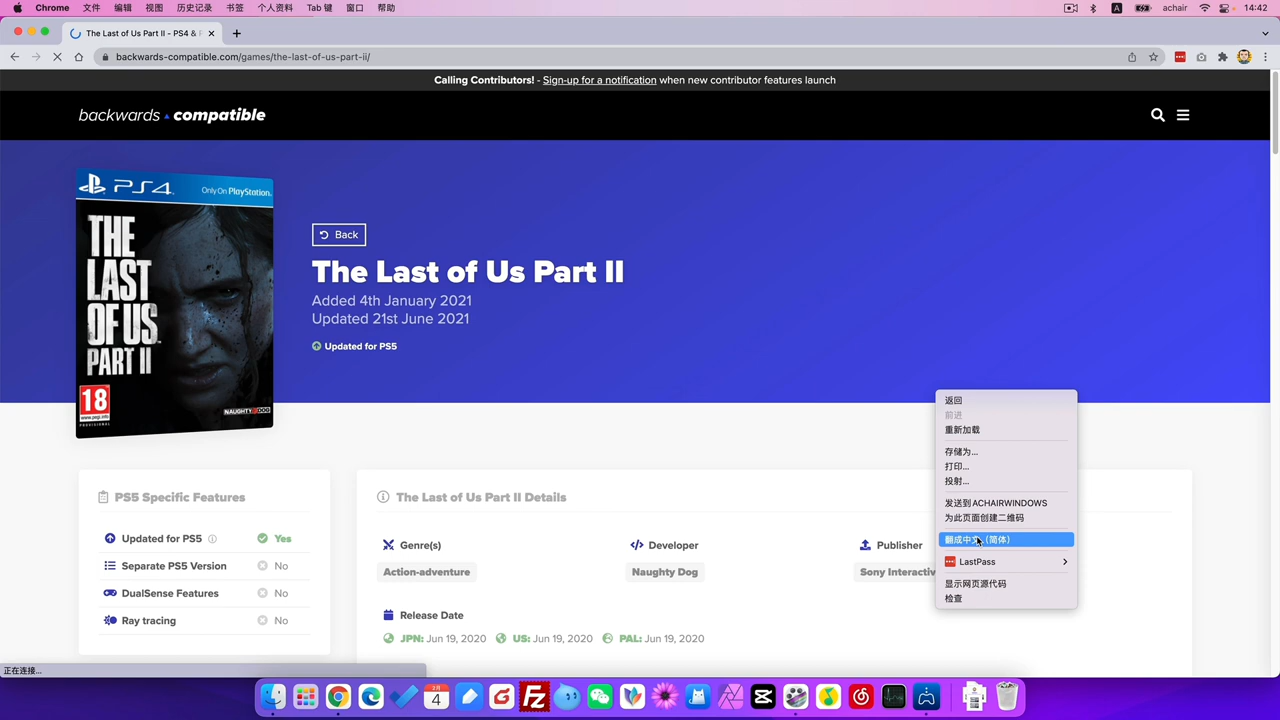 Chrome 文件 编辑 视图 历史记录 书签 个人资料 Tab 键 窗口 帮助
A achair 14:42
The Last of Us Part II - PS4 &
backwards-compatible.com/games/the-last-of-us-part-ii/
Calling Contributors! - Sign-up for a notification when new contributor features launch
backwards compatible
PS4 Only On PlayStation.
THE
LAST
OF US
PART II
18
PROVISIONAL
NAUGHTY DOG
Back
The Last of Us Part II
Added 4th January 2021
Updated 21st June 2021
Updated for PS5
返回
前进
重新加载
存储为...
打印...
投射...
发送到 ACHAIRWINDOWS
为此页面创建二维码
翻成中文（简体）
LastPass
显示网页源代码
检查
PS5 Specific Features
Updated for PS5 Yes
Separate PS5 Version No
DualSense Features No
Ray tracing No
The Last of Us Part II Details
Genre(s) Developer Publisher
Action-adventure Naughty Dog Sony Interactiv
Release Date
JPN: Jun 19, 2020 US: Jun 19, 2020 PAL: Jun 19, 2020
正在连接...
2月
4
Fz